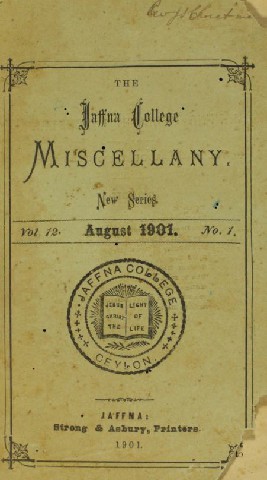 THE
Jaffna College
MISCELLANY.
New Series.
Vol 12. August 1901. No. 1.
JAFFNA COLLEGE
JESUS CHRIST THE
LIGHT OF LIFE
CEYLON.
JAFFNA:
Strong & Asbury, Printers.
1901.